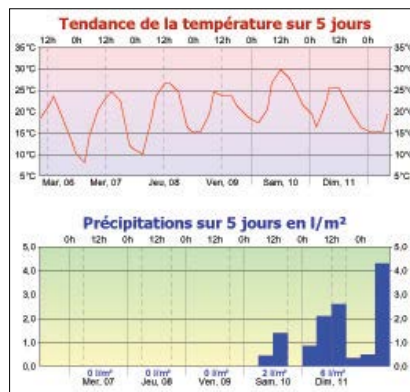 Tendance de la température sur 5 jours
12h 0h 12h 0h 12h 0h 12h 0h 12h 0h 12h 0h
35°C 35°C
30°C 30°C
25°C 25°C
20°C 20°C
15°C 15°C
10°C 10°C
5°C 5°C
Mar, 06 Mer, 07 Jeu, 08 Ven, 09 Sam, 10 Dim, 11
Précipitations sur 5 jours en l/m²
0h 12h 0h 12h 0h 12h 0h 12h 0h 12h 0h
5,0 5,0
4,0 4,0
3,0 3,0
2,0 2,0
1,0 1,0
0,0 0 l/m² 0 l/m² 0 l/m² 2 l/m² 6 l/m² 0,0
Mer, 07 Jeu, 08 Ven, 09 Sam, 10 Dim, 11